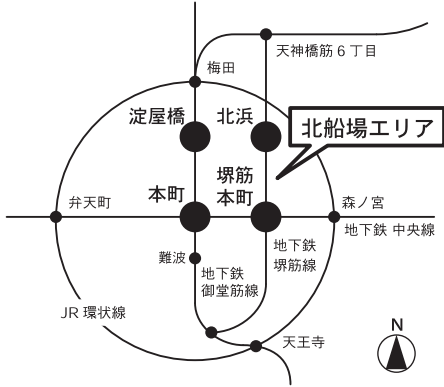 天神橋筋6丁目
梅田
淀屋橋
北浜
北船場エリア
本町
堺筋
本町
弁天町
森ノ宮
地下鉄 中央線
難波
地下鉄
御堂筋線
地下鉄
堺筋線
JR 環状線
天王寺
N